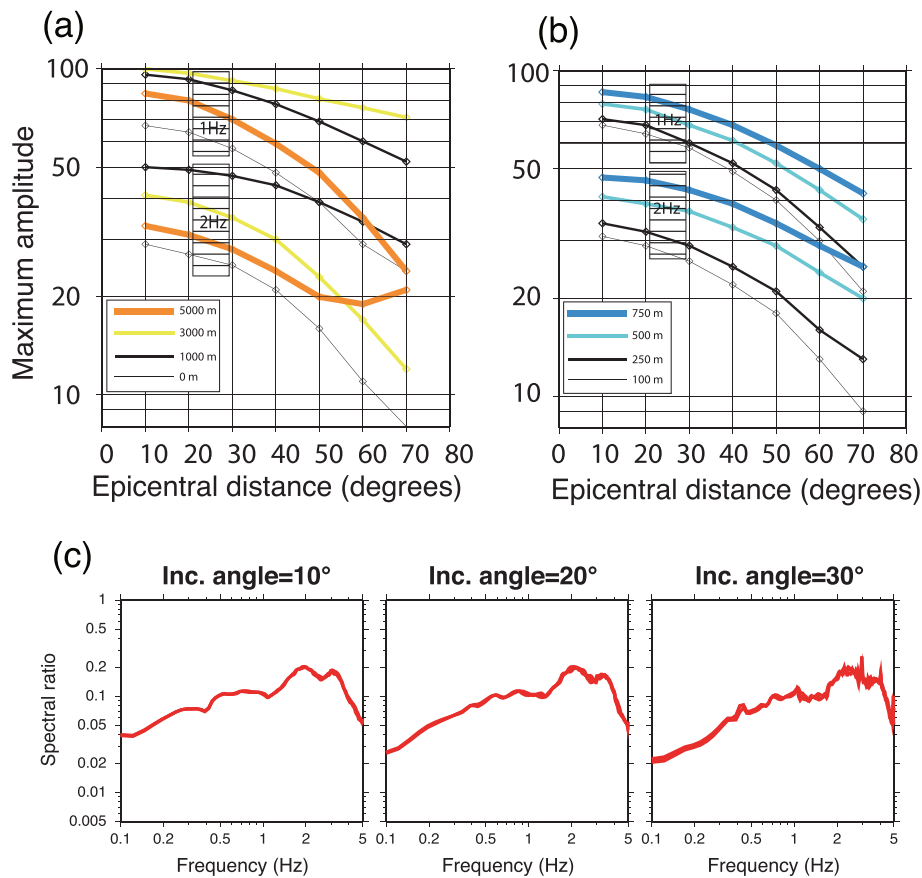 (a)
(b)
Maximum amplitude
100
50
20
10
1Hz
2Hz
5000 m
3000 m
1000 m
0 m
0 10 20 30 40 50 60 70 80
Epicentral distance (degrees)
100
50
20
10
1Hz
2Hz
750 m
500 m
250 m
100 m
0 10 20 30 40 50 60 70 80
Epicentral distance (degrees)
(c)
Inc. angle=10°
Inc. angle=20°
Inc. angle=30°
Spectral ratio
1
0.5
0.2
0.1
0.05
0.02
0.01
0.005
0.1 0.2 0.5 1 2 5
0.1 0.2 0.5 1 2 5
0.1 0.2 0.5 1 2 5
Frequency (Hz)
Frequency (Hz)
Frequency (Hz)